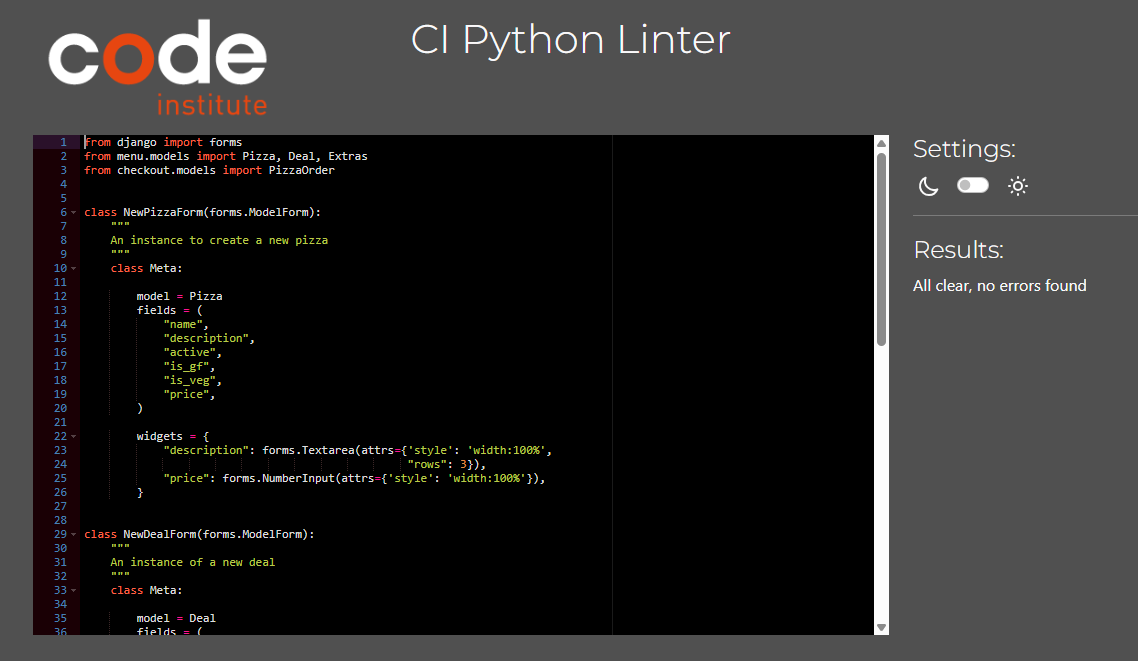 code
institute
CI Python Linter
1 from django import forms
2 from menu.models import Pizza, Deal, Extras
3 from checkout.models import PizzaOrder
4
5
6 class NewPizzaForm(forms.ModelForm):
7     """
8     An instance to create a new pizza
9     """
10     class Meta:
11
12         model = Pizza
13         fields = (
14             "name",
15             "description",
16             "active",
17             "is_gf",
18             "is_veg",
19             "price",
20         )
21
22         widgets = {
23             "description": forms.Textarea(attrs={'style': 'width:100%',
24                                                  "rows": 3}),
25             "price": forms.NumberInput(attrs={'style': 'width:100%'}),
26         }
27
28
29 class NewDealForm(forms.ModelForm):
30     """
31     An instance of a new deal
32     """
33     class Meta:
34
35         model = Deal
36         fields = (
Settings:
Results:
All clear, no errors found